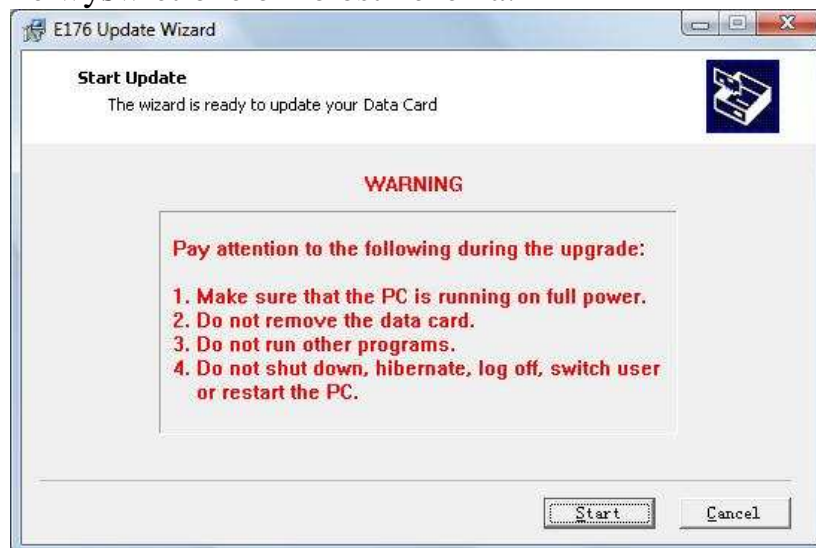 E176 Update Wizard
Start Update
The wizard is ready to update your Data Card
WARNING
Pay attention to the following during the upgrade:
1. Make sure that the PC is running on full power.
2. Do not remove the data card.
3. Do not run other programs.
4. Do not shut down, hibernate, log off, switch user
or restart the PC.
Start
Cancel